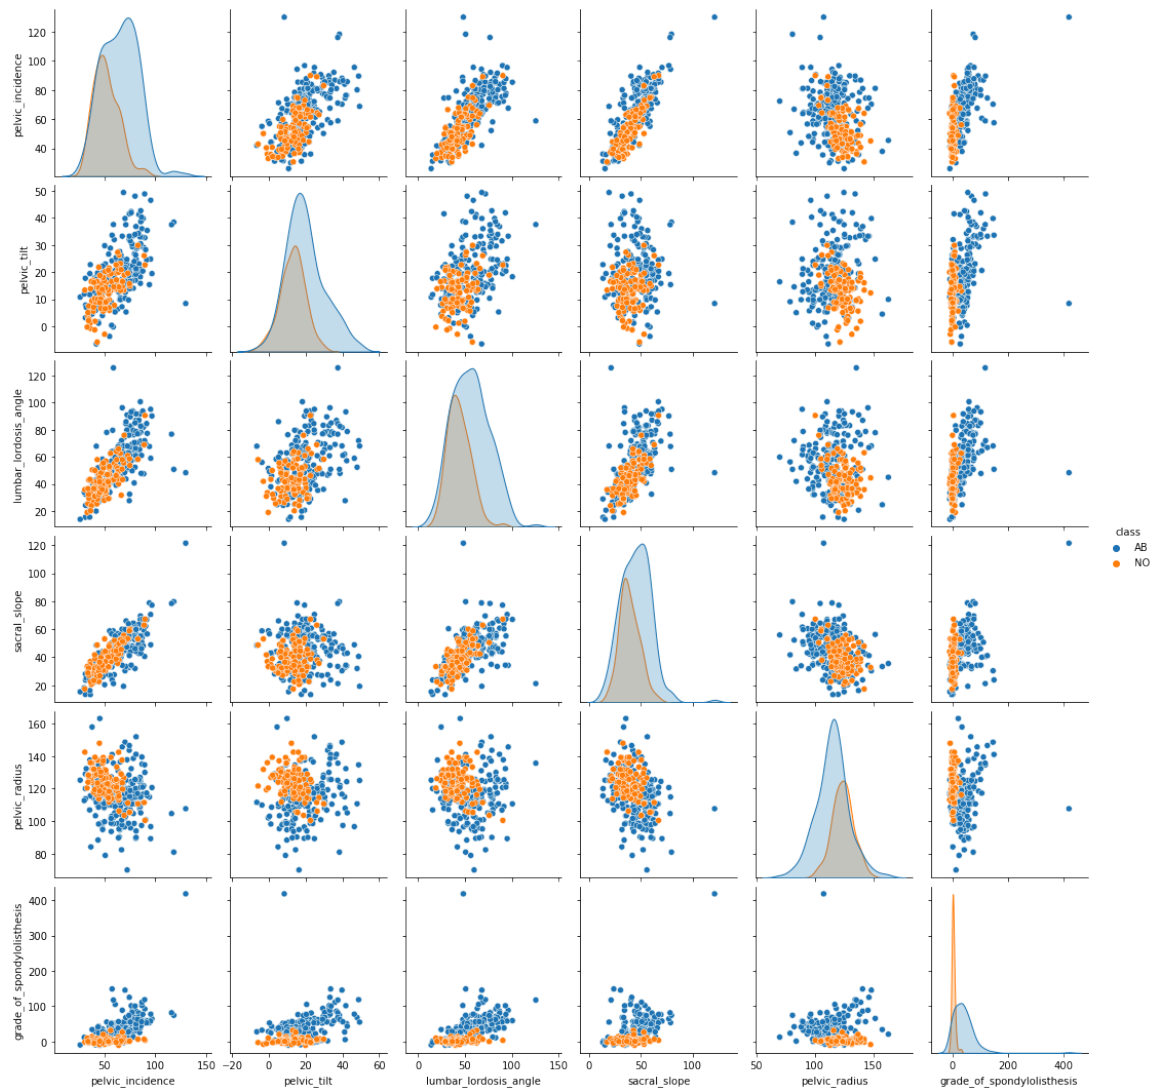 pelvic_incidence
120
100
80
60
40
pelvic_tilt
50
40
30
20
10
0
lumbar_lordosis_angle
120
100
80
60
40
20
class
AB
NO
sacral_slope
120
100
80
60
40
20
pelvic_radius
160
140
120
100
80
grade_of_spondylolisthesis
400
300
200
100
0
50 100 150
−20 0 20 40 60
0 50 100 150
0 50 100
50 100 150
0 200 400
pelvic_incidence pelvic_tilt lumbar_lordosis_angle sacral_slope pelvic_radius grade_of_spondylolisthesis